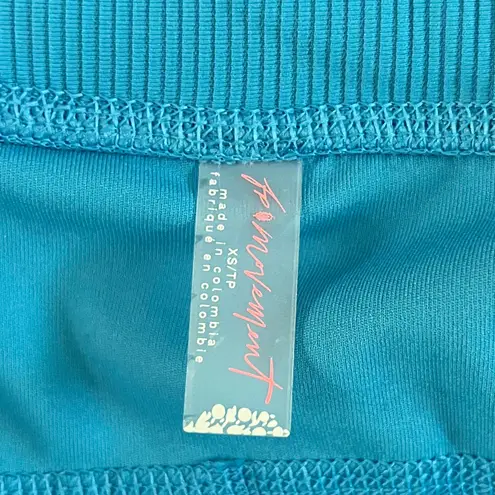 fp movement
XS/TP
made in colombia
fabriqué en colombie